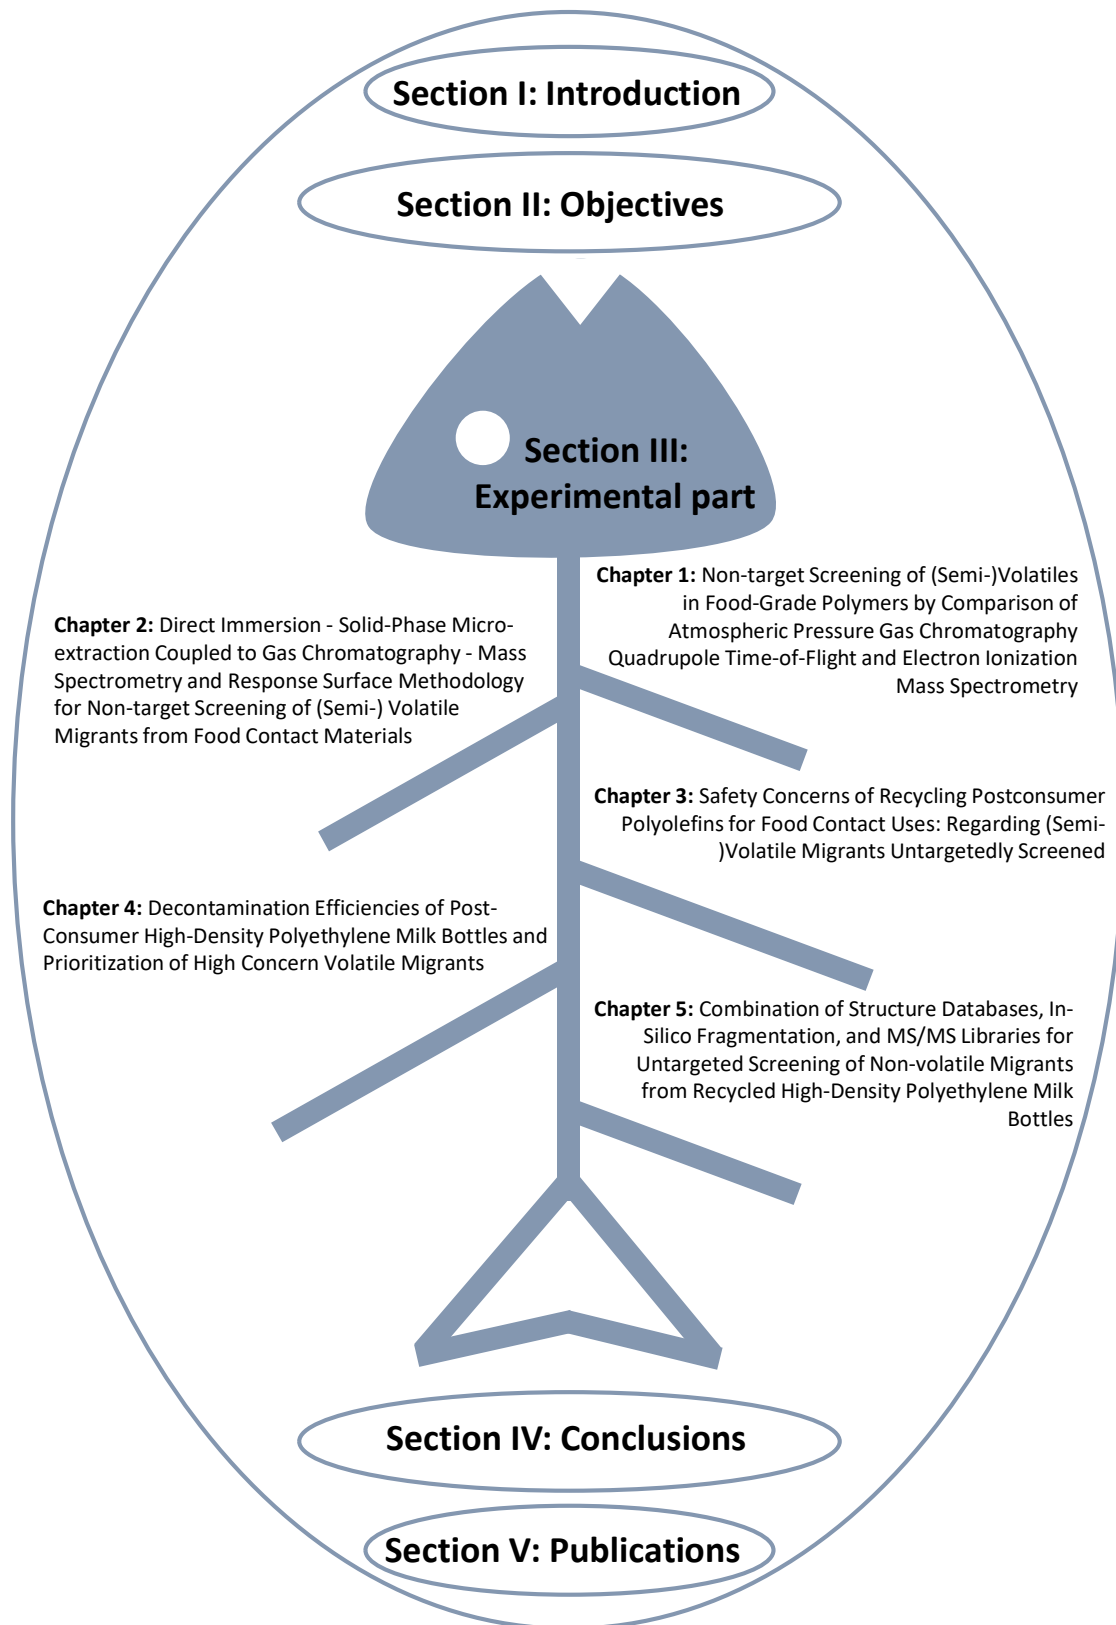 Section I: Introduction
Section II: Objectives
Section III:
Experimental part
Chapter 1: Non-target Screening of (Semi-)Volatiles
in Food-Grade Polymers by Comparison of
Atmospheric Pressure Gas Chromatography
Quadrupole Time-of-Flight and Electron Ionization
Mass Spectrometry
Chapter 2: Direct Immersion - Solid-Phase Micro-
extraction Coupled to Gas Chromatography - Mass
Spectrometry and Response Surface Methodology
for Non-target Screening of (Semi-) Volatile
Migrants from Food Contact Materials
Chapter 3: Safety Concerns of Recycling Postconsumer
Polyolefins for Food Contact Uses: Regarding (Semi-
)Volatile Migrants Untargetedly Screened
Chapter 4: Decontamination Efficiencies of Post-
Consumer High-Density Polyethylene Milk Bottles and
Prioritization of High Concern Volatile Migrants
Chapter 5: Combination of Structure Databases, In-
Silico Fragmentation, and MS/MS Libraries for
Untargeted Screening of Non-volatile Migrants
from Recycled High-Density Polyethylene Milk
Bottles
Section IV: Conclusions
Section V: Publications